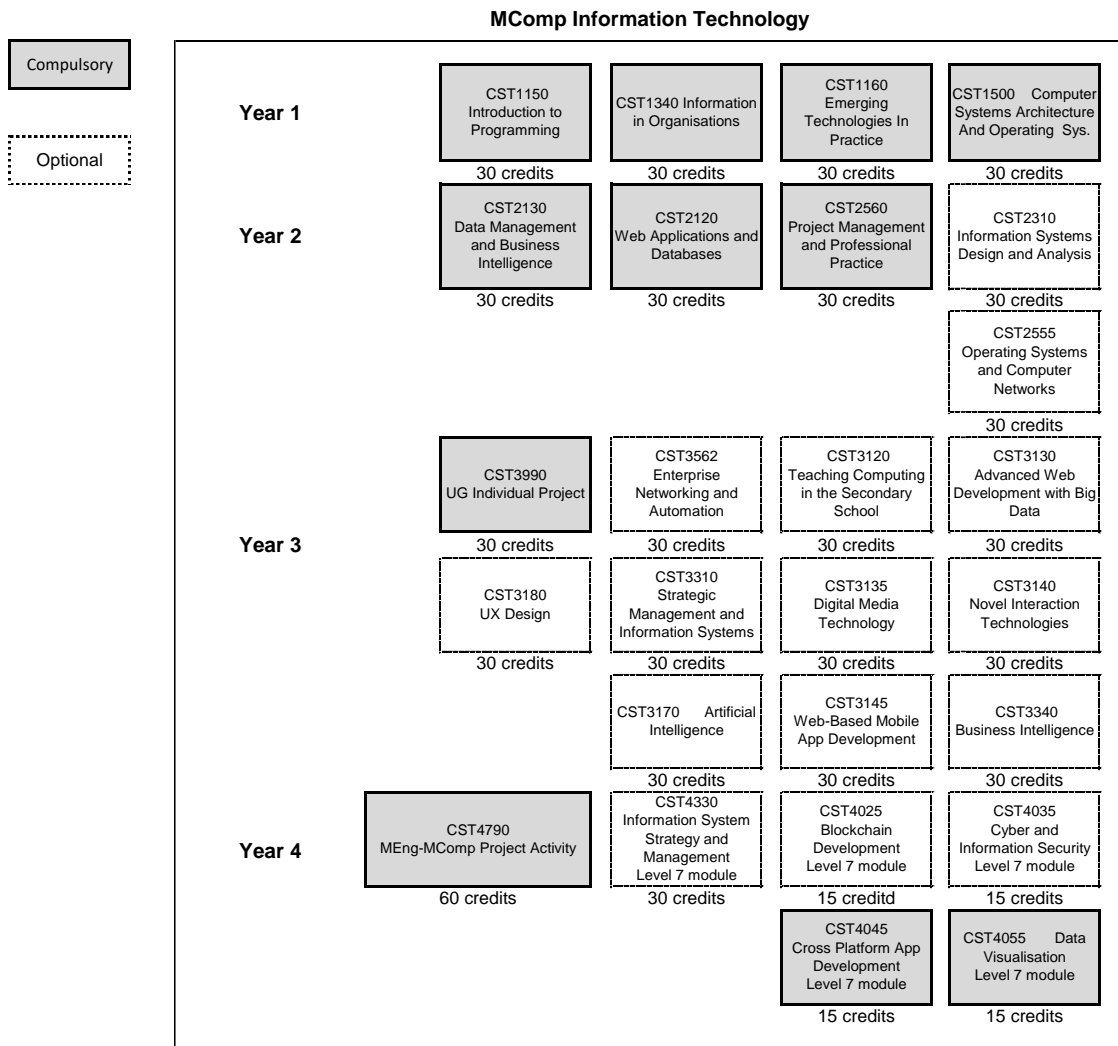 MComp Information Technology
Compulsory
Optional
Year 1
CST1150
Introduction to
Programming
30 credits
CST1340 Information
in Organisations
30 credits
CST1160
Emerging
Technologies In
Practice
30 credits
CST1500 Computer
Systems Architecture
And Operating Sys.
30 credits
Year 2
CST2130
Data Management
and Business
Intelligence
30 credits
CST2120
Web Applications and
Databases
30 credits
CST2560
Project Management
and Professional
Practice
30 credits
CST2310
Information Systems
Design and Analysis
30 credits
CST2555
Operating Systems
and Computer
Networks
30 credits
Year 3
CST3990
UG Individual Project
30 credits
CST3562
Enterprise
Networking and
Automation
30 credits
CST3120
Teaching Computing
in the Secondary
School
30 credits
CST3130
Advanced Web
Development with Big
Data
30 credits
CST3180
UX Design
30 credits
CST3310
Strategic
Management and
Information Systems
30 credits
CST3135
Digital Media
Technology
30 credits
CST3140
Novel Interaction
Technologies
30 credits
CST3170 Artificial
Intelligence
30 credits
CST3145
Web-Based Mobile
App Development
30 credits
CST3340
Business Intelligence
30 credits
Year 4
CST4790
MEng-MComp Project Activity
60 credits
CST4330
Information System
Strategy and
Management
Level 7 module
30 credits
CST4025
Blockchain
Development
Level 7 module
15 creditd
CST4035
Cyber and
Information Security
Level 7 module
15 credits
CST4045
Cross Platform App
Development
Level 7 module
15 credits
CST4055 Data
Visualisation
Level 7 module
15 credits